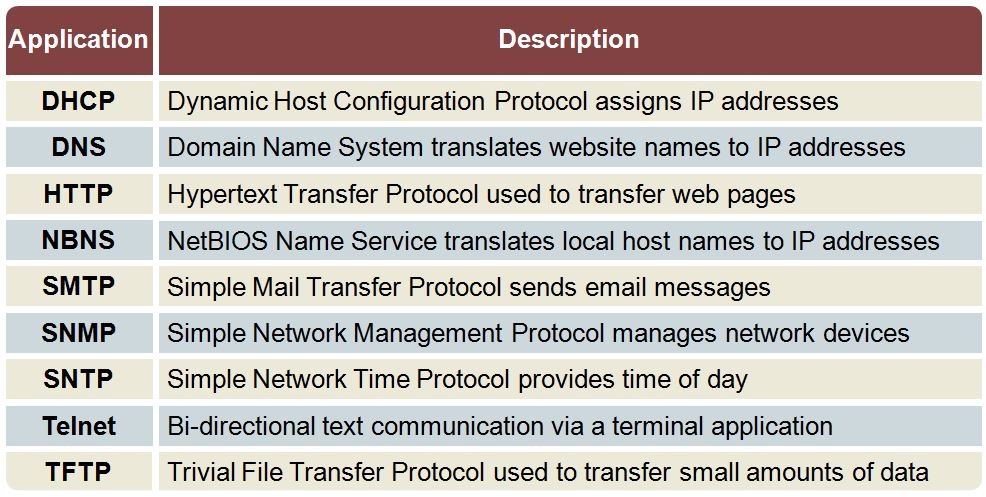 Application Description
DHCP Dynamic Host Configuration Protocol assigns IP addresses
DNS Domain Name System translates website names to IP addresses
HTTP Hypertext Transfer Protocol used to transfer web pages
NBNS NetBIOS Name Service translates local host names to IP addresses
SMTP Simple Mail Transfer Protocol sends email messages
SNMP Simple Network Management Protocol manages network devices
SNTP Simple Network Time Protocol provides time of day
Telnet Bi-directional text communication via a terminal application
TFTP Trivial File Transfer Protocol used to transfer small amounts of data